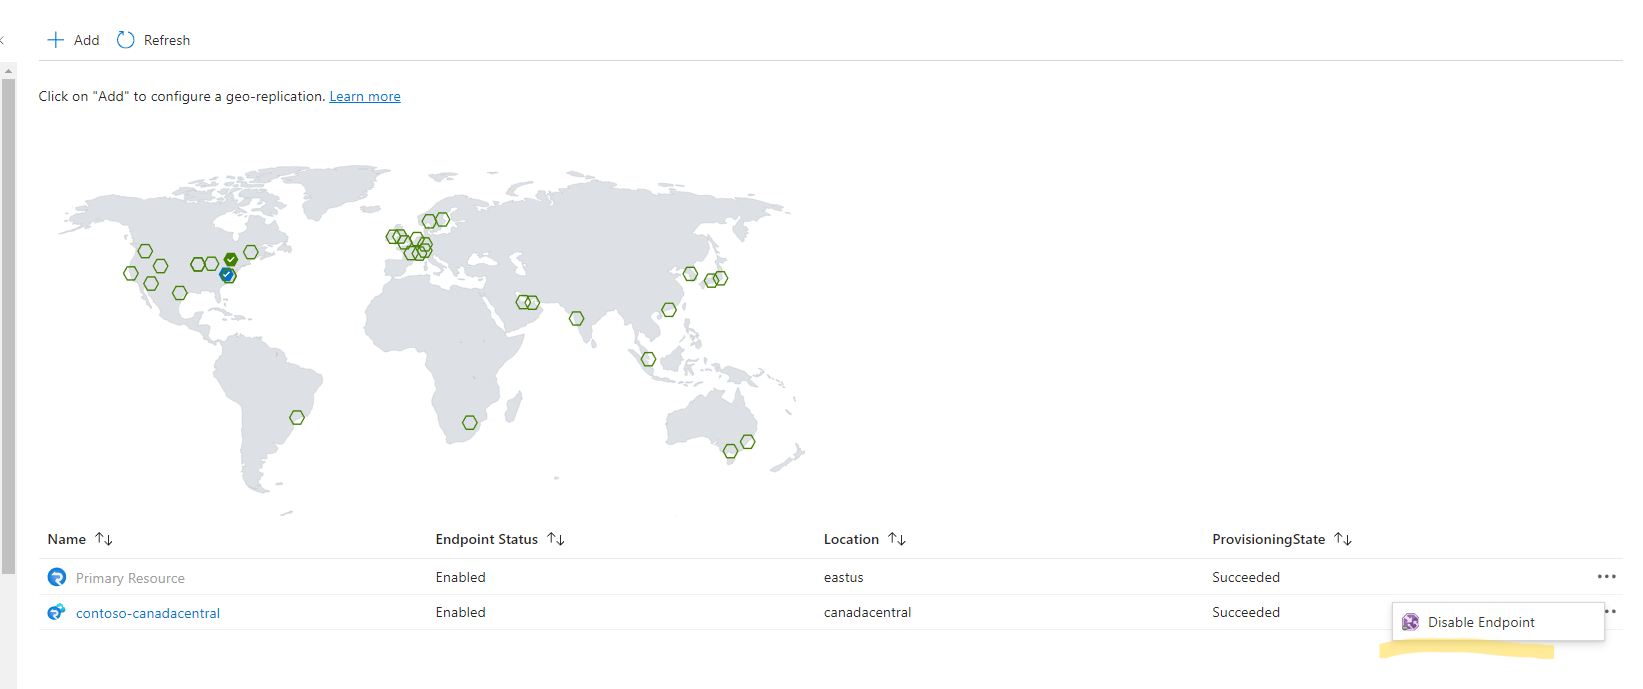 Add Refresh
Click on "Add" to configure a geo-replication. Learn more
Name Endpoint Status Location ProvisioningState
Primary Resource Enabled eastus Succeeded
contoso-canadacentral Enabled canadacentral Succeeded
Disable Endpoint